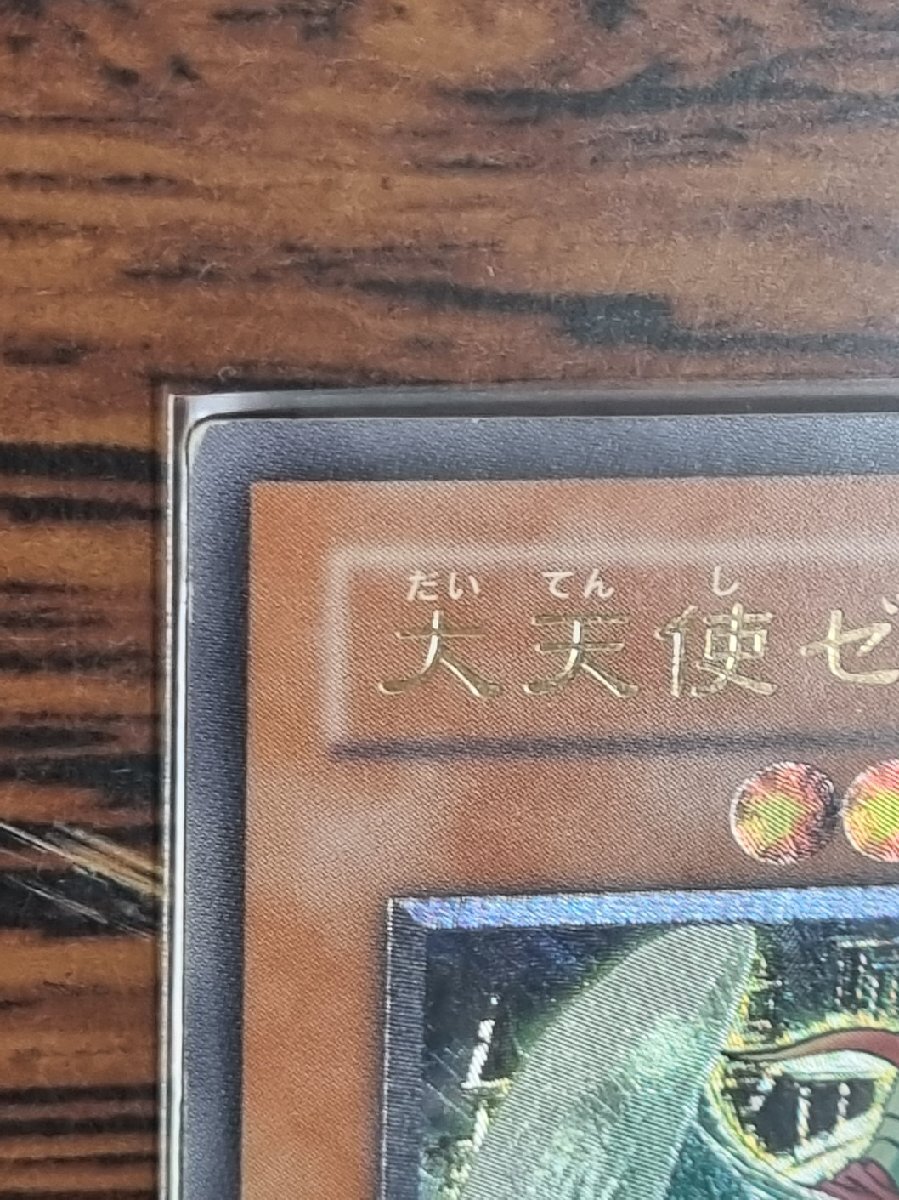 だい てん し
大天使ゼ